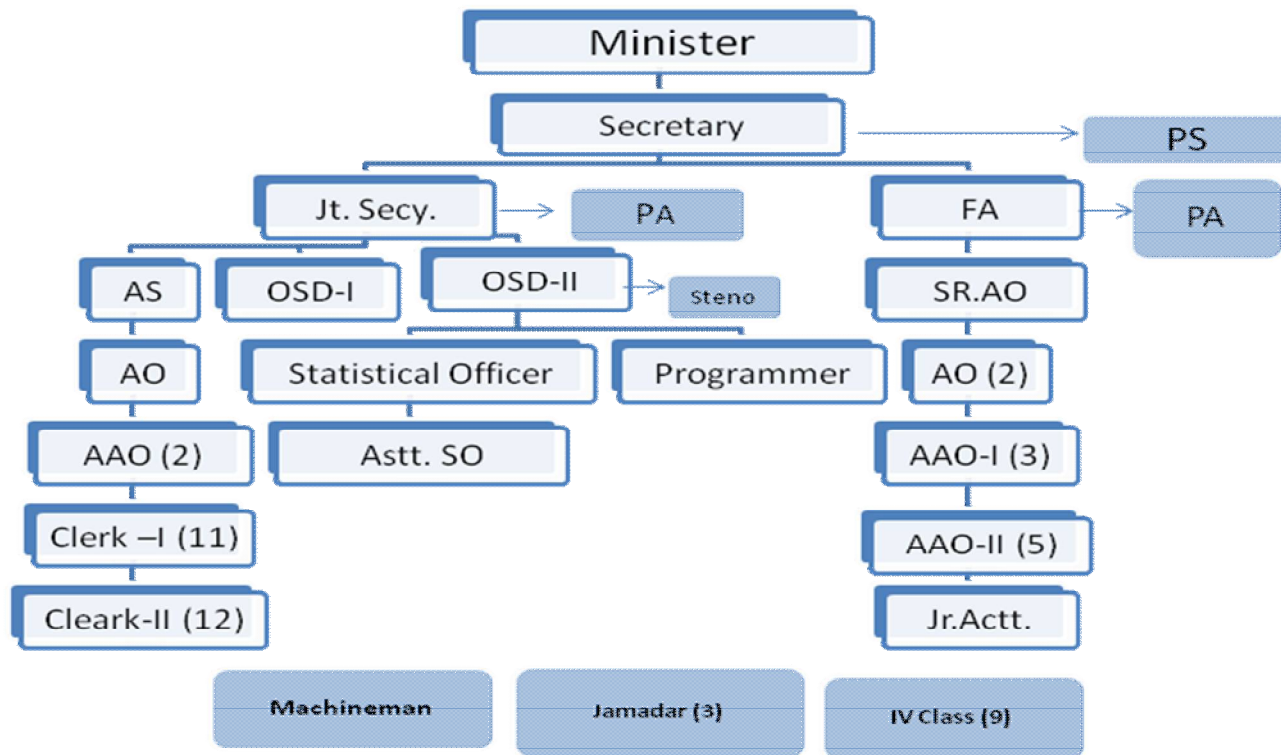 Minister
Secretary
PS
Jt. Secy.
PA
FA
PA
AS
OSD-I
OSD-II
Steno
SR.AO
AO
Statistical Officer
Programmer
AO (2)
AAO (2)
Astt. SO
AAO-I (3)
Clerk –I (11)
AAO-II (5)
Cleark-II (12)
Jr.Actt.
Machineman
Jamadar (3)
IV Class (9)